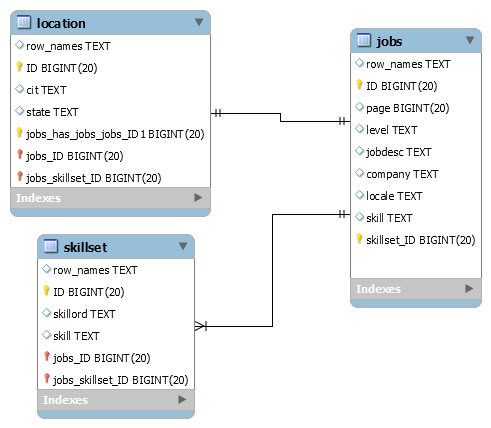 location
row_names TEXT
ID BIGINT(20)
cit TEXT
state TEXT
jobs_has_jobs_jobs_ID1 BIGINT(20)
jobs_ID BIGINT(20)
jobs_skillset_ID BIGINT(20)
Indexes
jobs
row_names TEXT
ID BIGINT(20)
page BIGINT(20)
level TEXT
jobdesc TEXT
company TEXT
locale TEXT
skill TEXT
skillset_ID BIGINT(20)
Indexes
skillset
row_names TEXT
ID BIGINT(20)
skillord TEXT
skill TEXT
jobs_ID BIGINT(20)
jobs_skillset_ID BIGINT(20)
Indexes